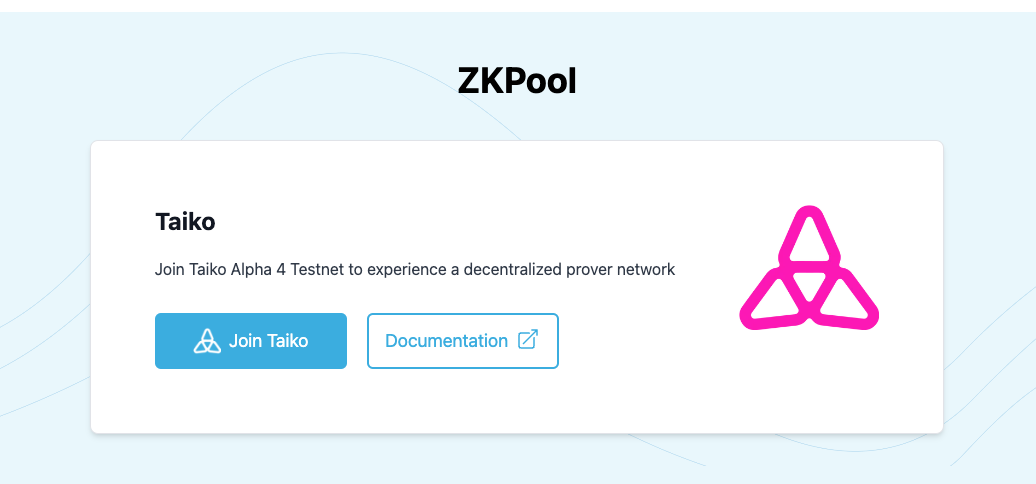 ZKPool
Taiko
Join Taiko Alpha 4 Testnet to experience a decentralized prover network
Join Taiko
Documentation